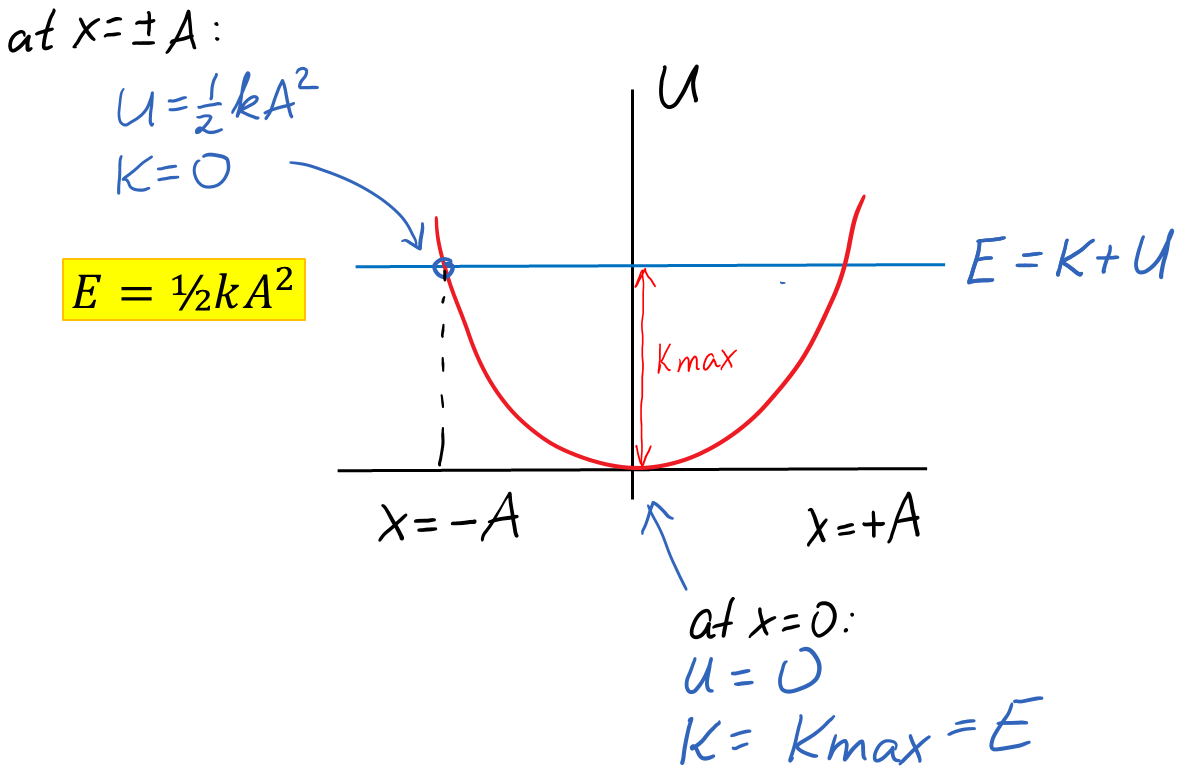 at x=±A:
U=½kA²
K=0
E = ½kA²
U
E=K+U
Kmax
x=-A
x=+A
at x=0:
U=0
K= Kmax = E